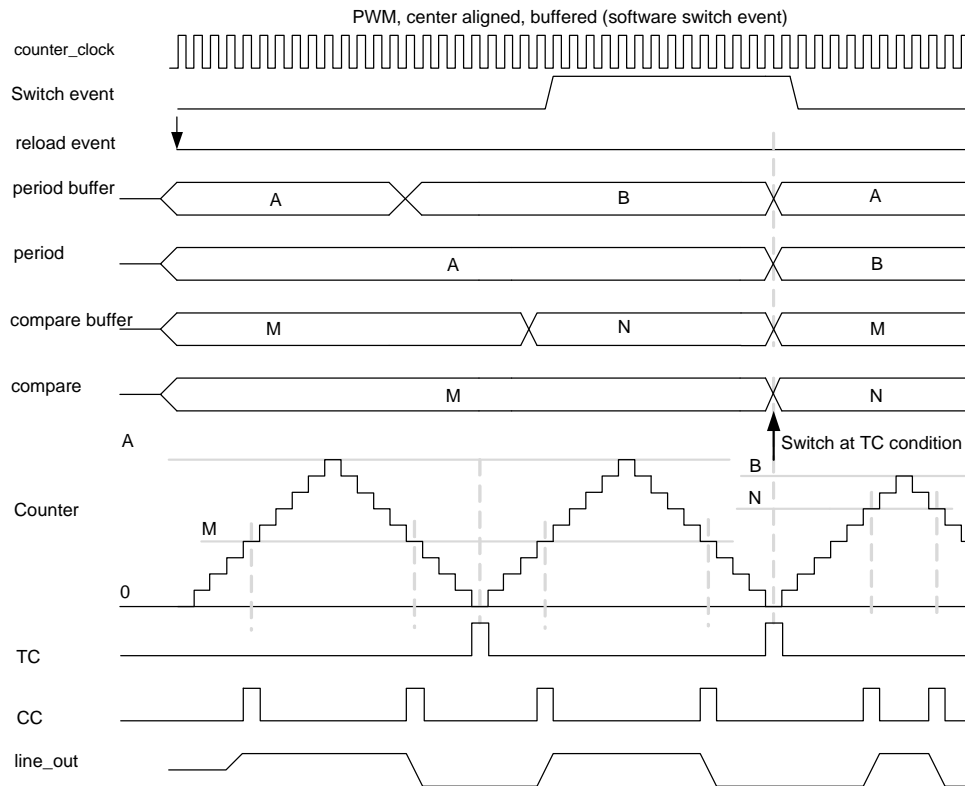 PWM, center aligned, buffered (software switch event)
counter_clock
Switch event
reload event
period buffer
A
B
A
period
A
B
compare buffer
M
N
M
compare
M
N
A
Switch at TC condition
B
Counter
N
M
0
TC
CC
line_out